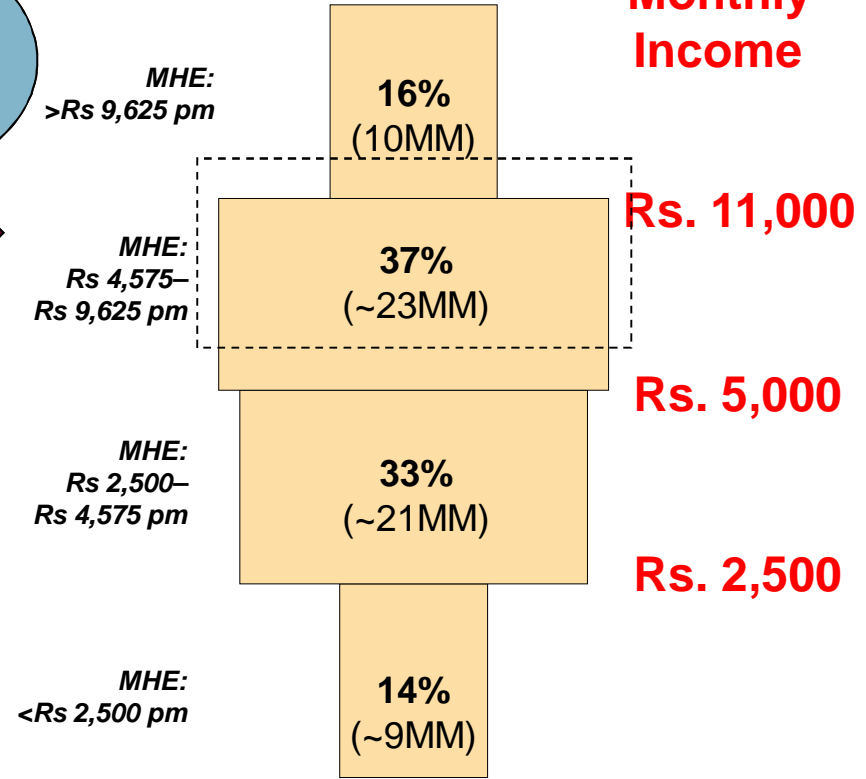 Monthly
Income
MHE:
>Rs 9,625 pm
16%
(10MM)
Rs. 11,000
MHE:
Rs 4,575–
Rs 9,625 pm
37%
(~23MM)
Rs. 5,000
MHE:
Rs 2,500–
Rs 4,575 pm
33%
(~21MM)
Rs. 2,500
MHE:
<Rs 2,500 pm
14%
(~9MM)